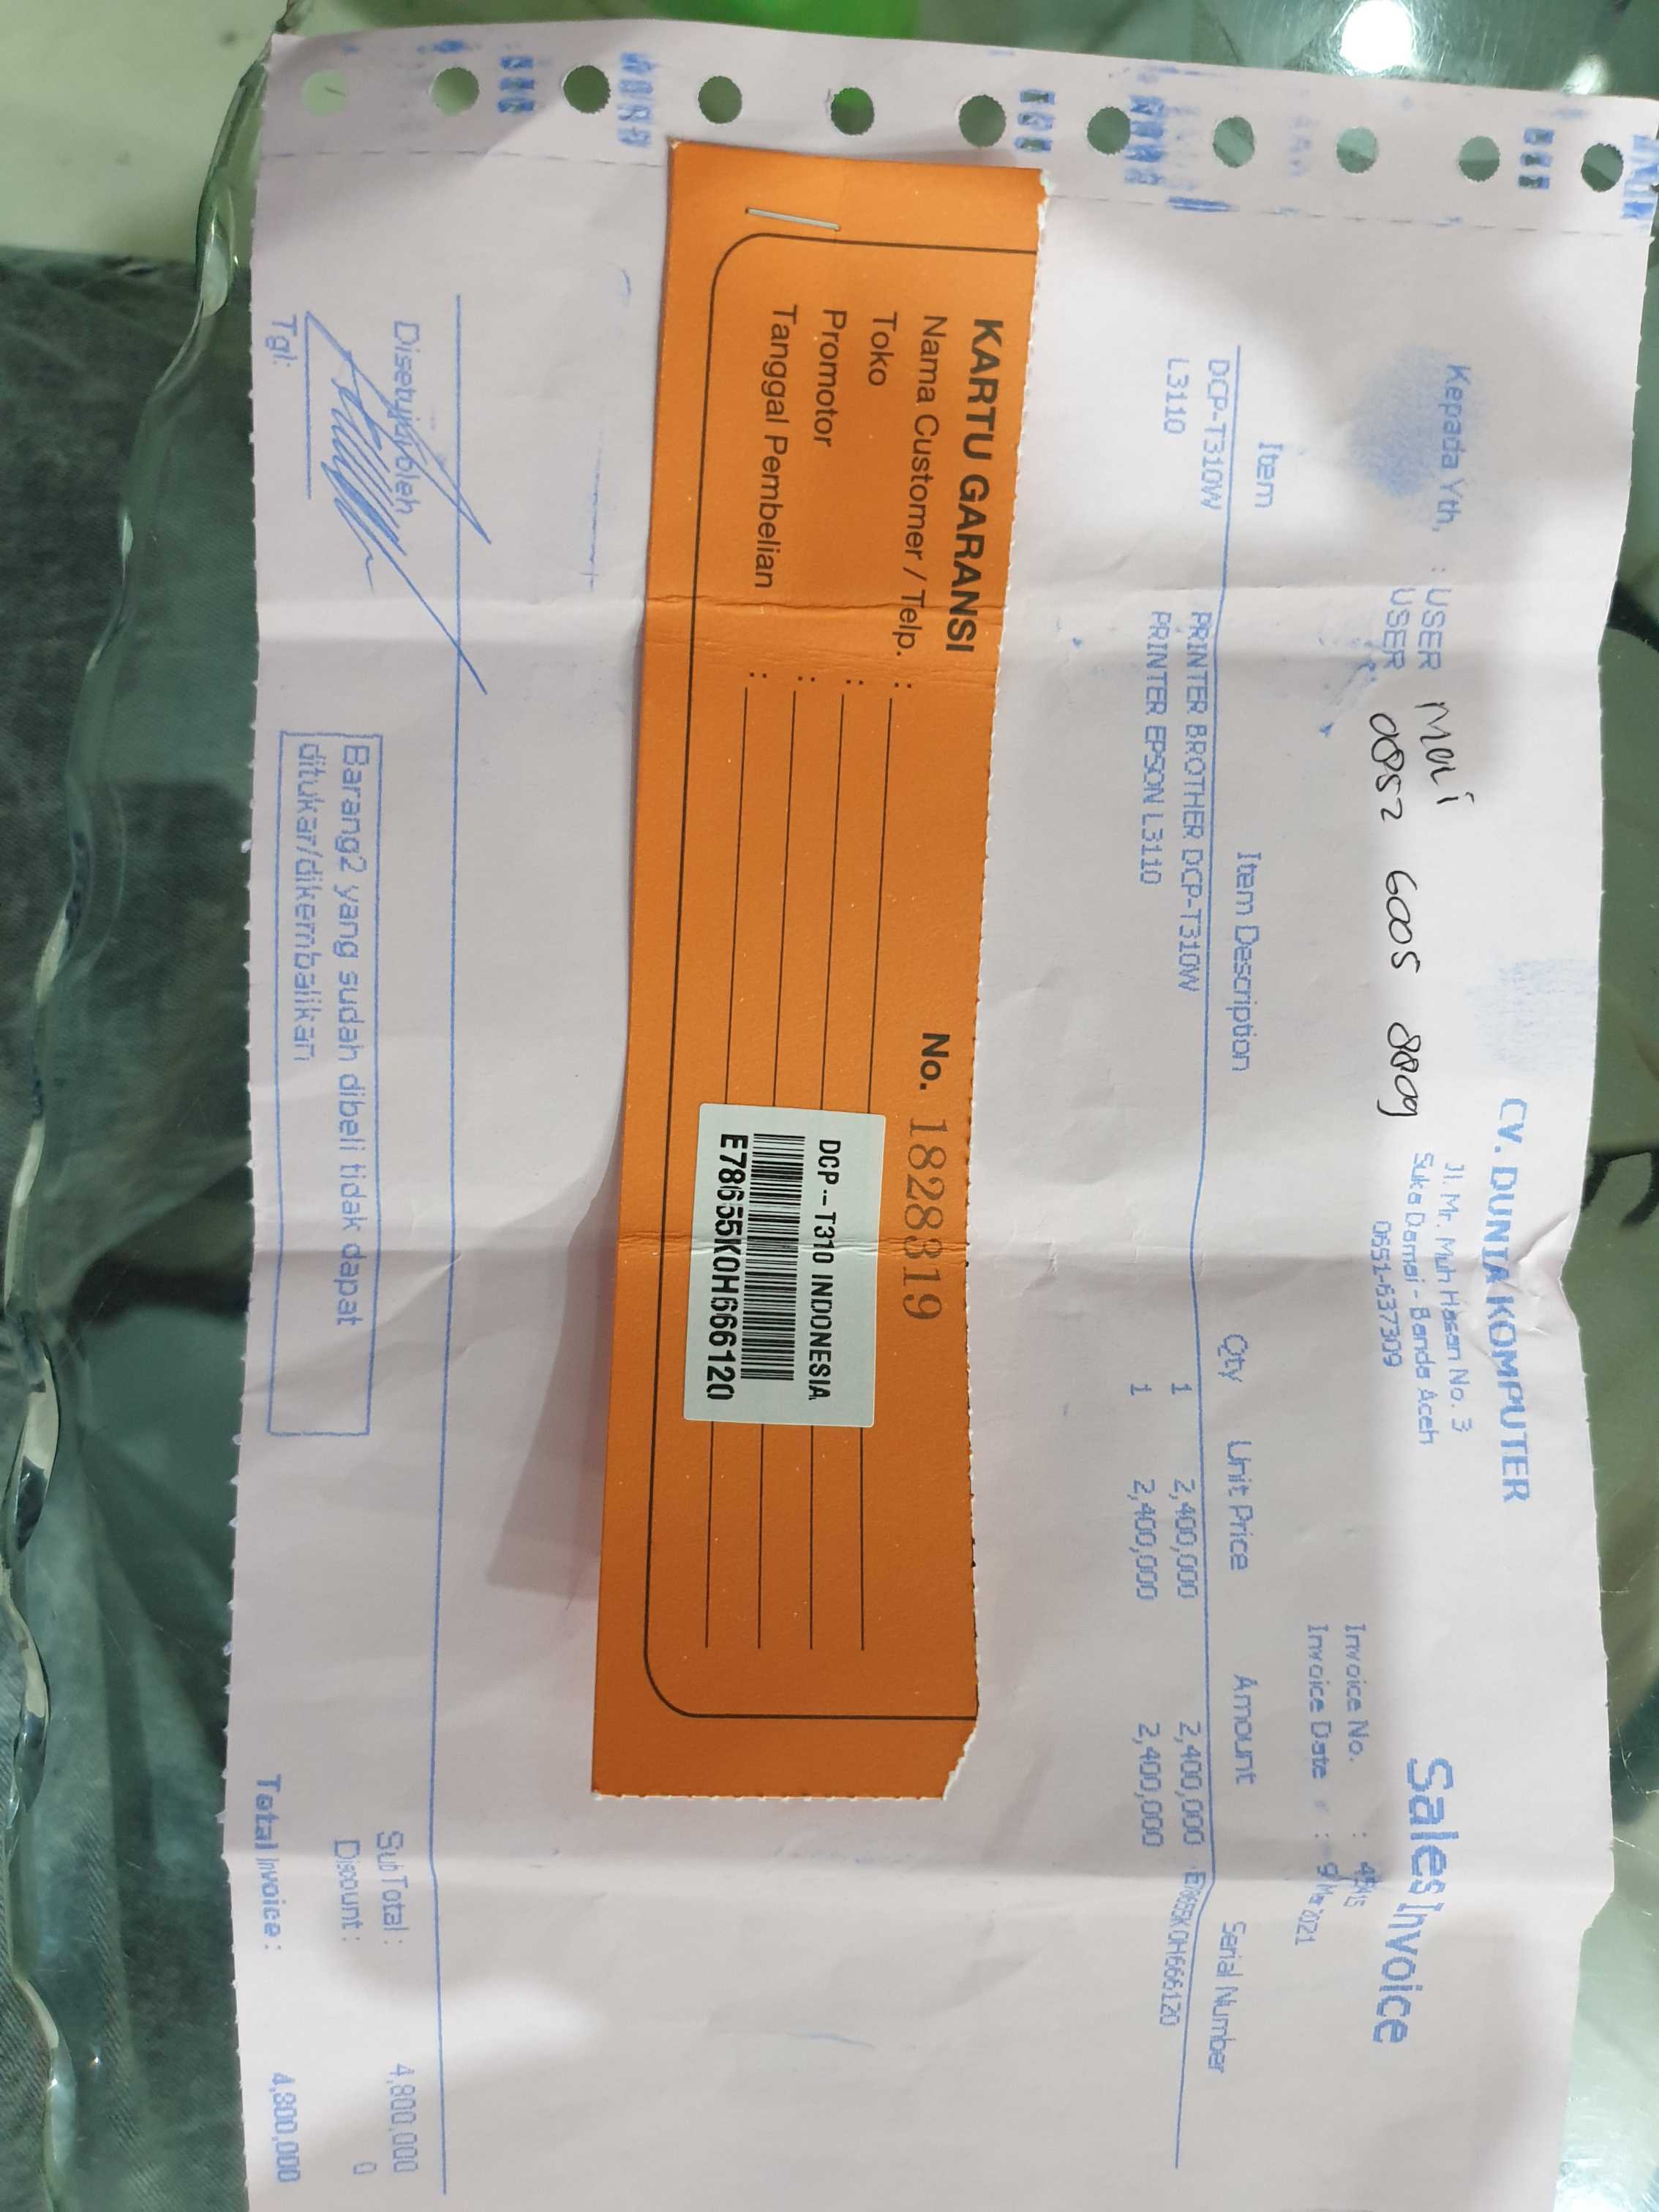 CV. DUNIA KOMPUTER
Jl. Mr. Muh Hasan No. 3
Suka Damai - Banda Aceh
0651-637309
Sales Invoice
Kepada Yth, : USER
USER
0852 6005 8809
Invoice No. :
Invoice Date : 9 Mar 2021
Item Item Description Qty Unit Price Amount Serial Number
DCP-T310W PRINTER BROTHER DCP-T310W 1 2,400,000 2,400,000 E78655K0H666120
L3110 PRINTER EPSON L3110 1 2,400,000 2,400,000
KARTU GARANSI No. 1828319
Nama Customer / Telp. :
Toko :
Promotor :
Tanggal Pembelian :
DCP-T310 INDONESIA
E78655K0H666120
Disetujui oleh
Tgl:
Barang2 yang sudah dibeli tidak dapat
ditukar/dikembalikan
Sub Total : 4,800,000
Discount : 0
Total Invoice : 4,800,000